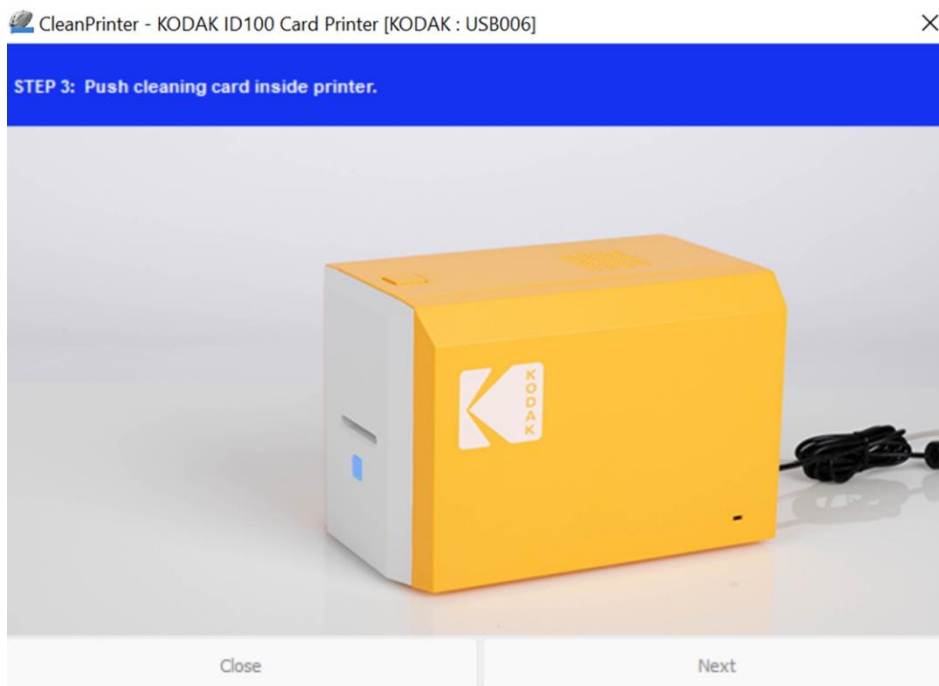 CleanPrinter - KODAK ID100 Card Printer [KODAK : USB006]
STEP 3: Push cleaning card inside printer.
KODAK
Close
Next